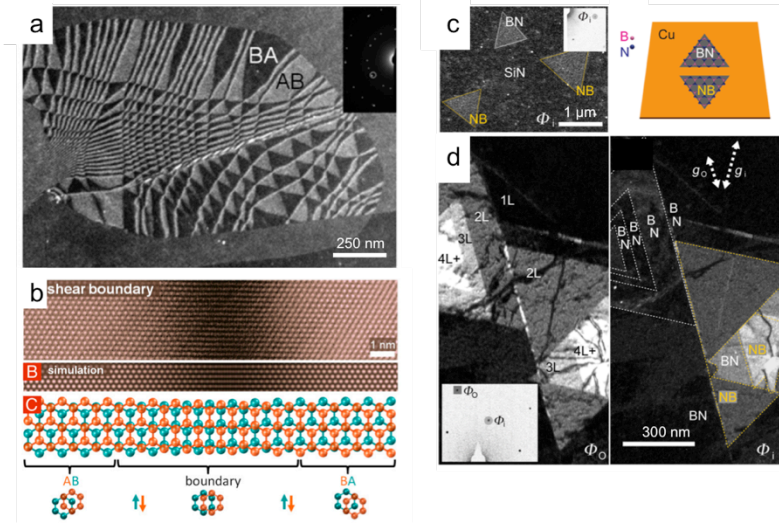 a
BA
AB
250 nm
b
shear boundary
1 nm
B
simulation
C
AB
boundary
BA
c
BN
Φi
SiN
NB
NB
Φi
1 μm
B
N
Cu
BN
NB
d
1L
2L
3L
4L+
2L
4L+
3L
ΦO
Φi
ΦO
gO
gi
B
N
B
N
B
N
B
N
NB
BN
NB
BN
300 nm
Φi